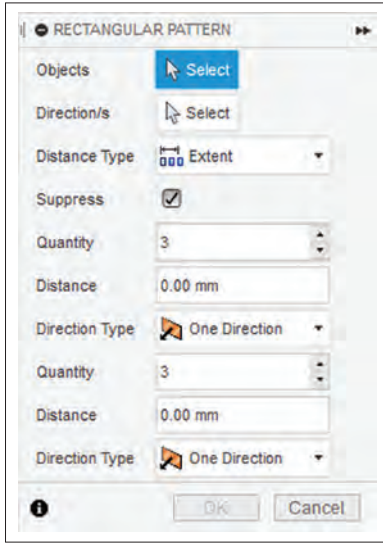 RECTANGULAR PATTERN
Objects Select
Direction/s Select
Distance Type Extent
Suppress
Quantity 3
Distance 0.00 mm
Direction Type One Direction
Quantity 3
Distance 0.00 mm
Direction Type One Direction
OK Cancel